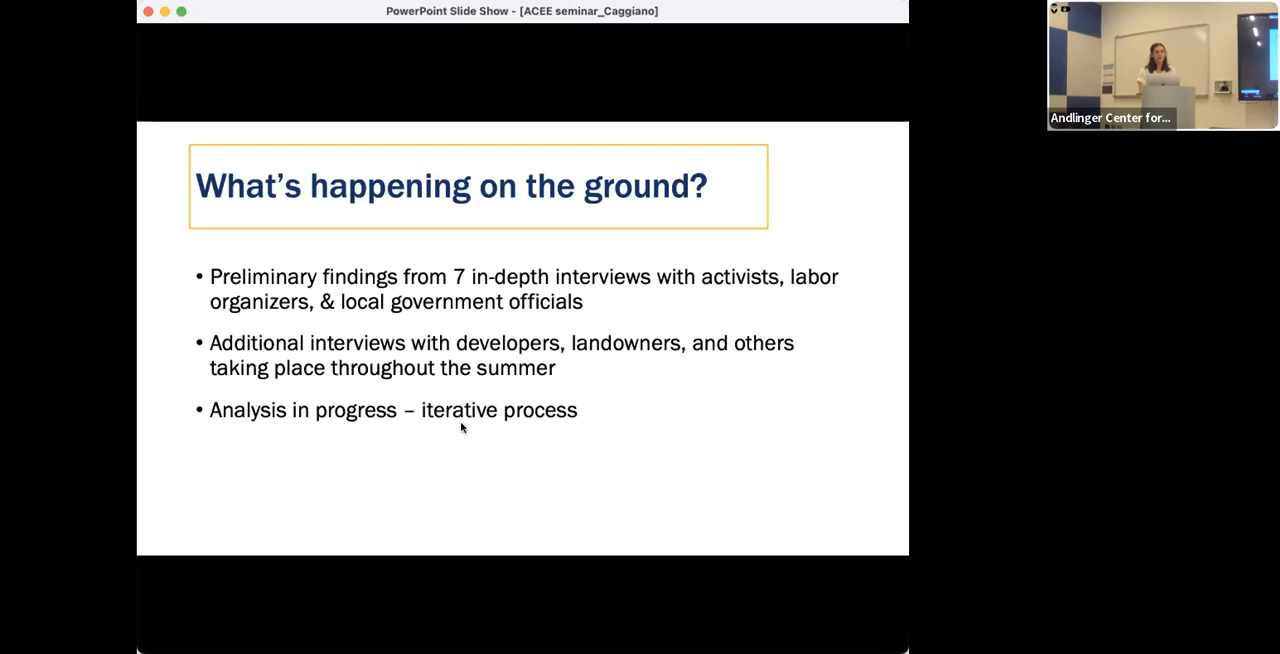 PowerPoint Slide Show - [ACEE seminar_Caggiano]
Andlinger Center for...
What's happening on the ground?
• Preliminary findings from 7 in-depth interviews with activists, labor
organizers, & local government officials
• Additional interviews with developers, landowners, and others
taking place throughout the summer
• Analysis in progress – iterative process